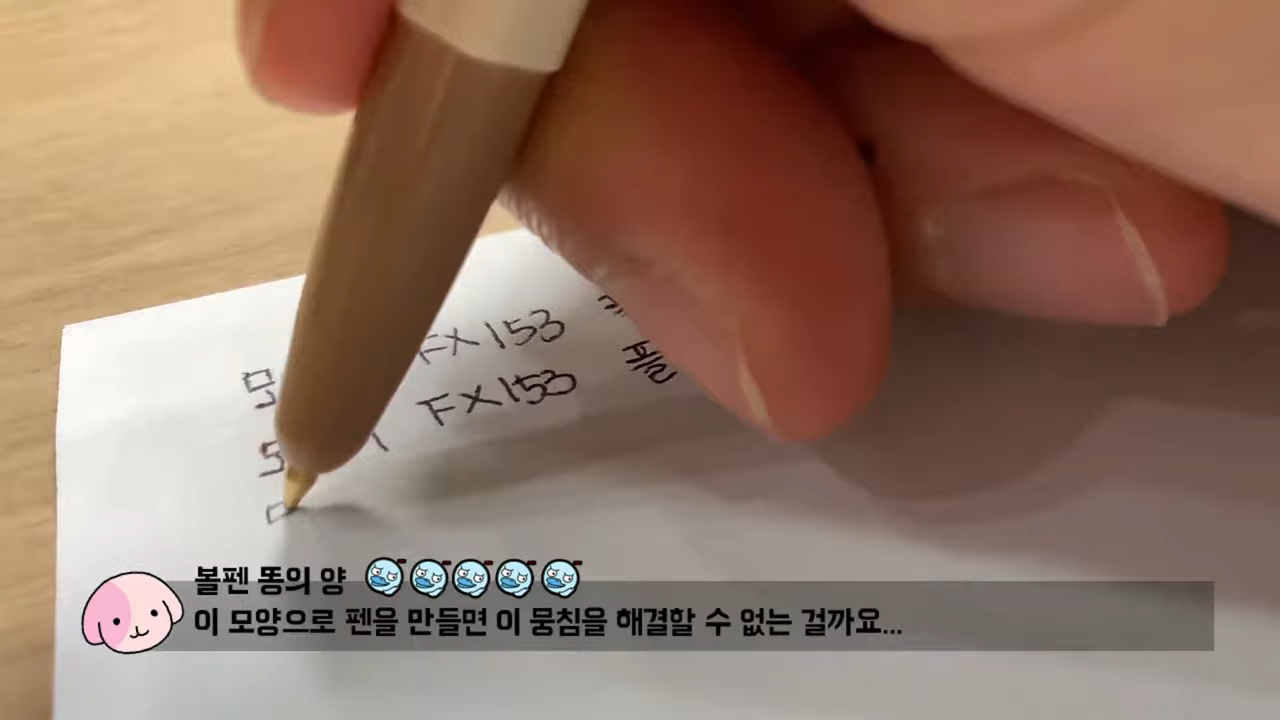 FX153
FX153
볼펜 똥의 양
이 모양으로 펜을 만들면 이 뭉침을 해결할 수 없는 걸까요...